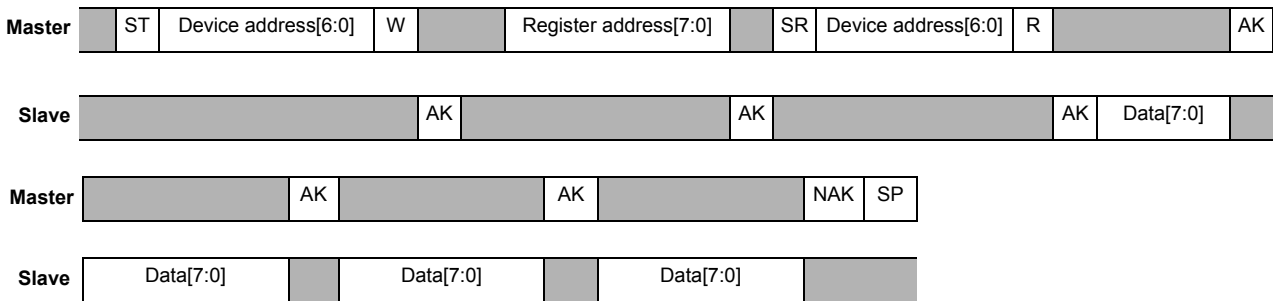 Master ST Device address[6:0] W Register address[7:0] SR Device address[6:0] R AK
Slave AK AK AK Data[7:0]
Master AK AK NAK SP
Slave Data[7:0] Data[7:0] Data[7:0]